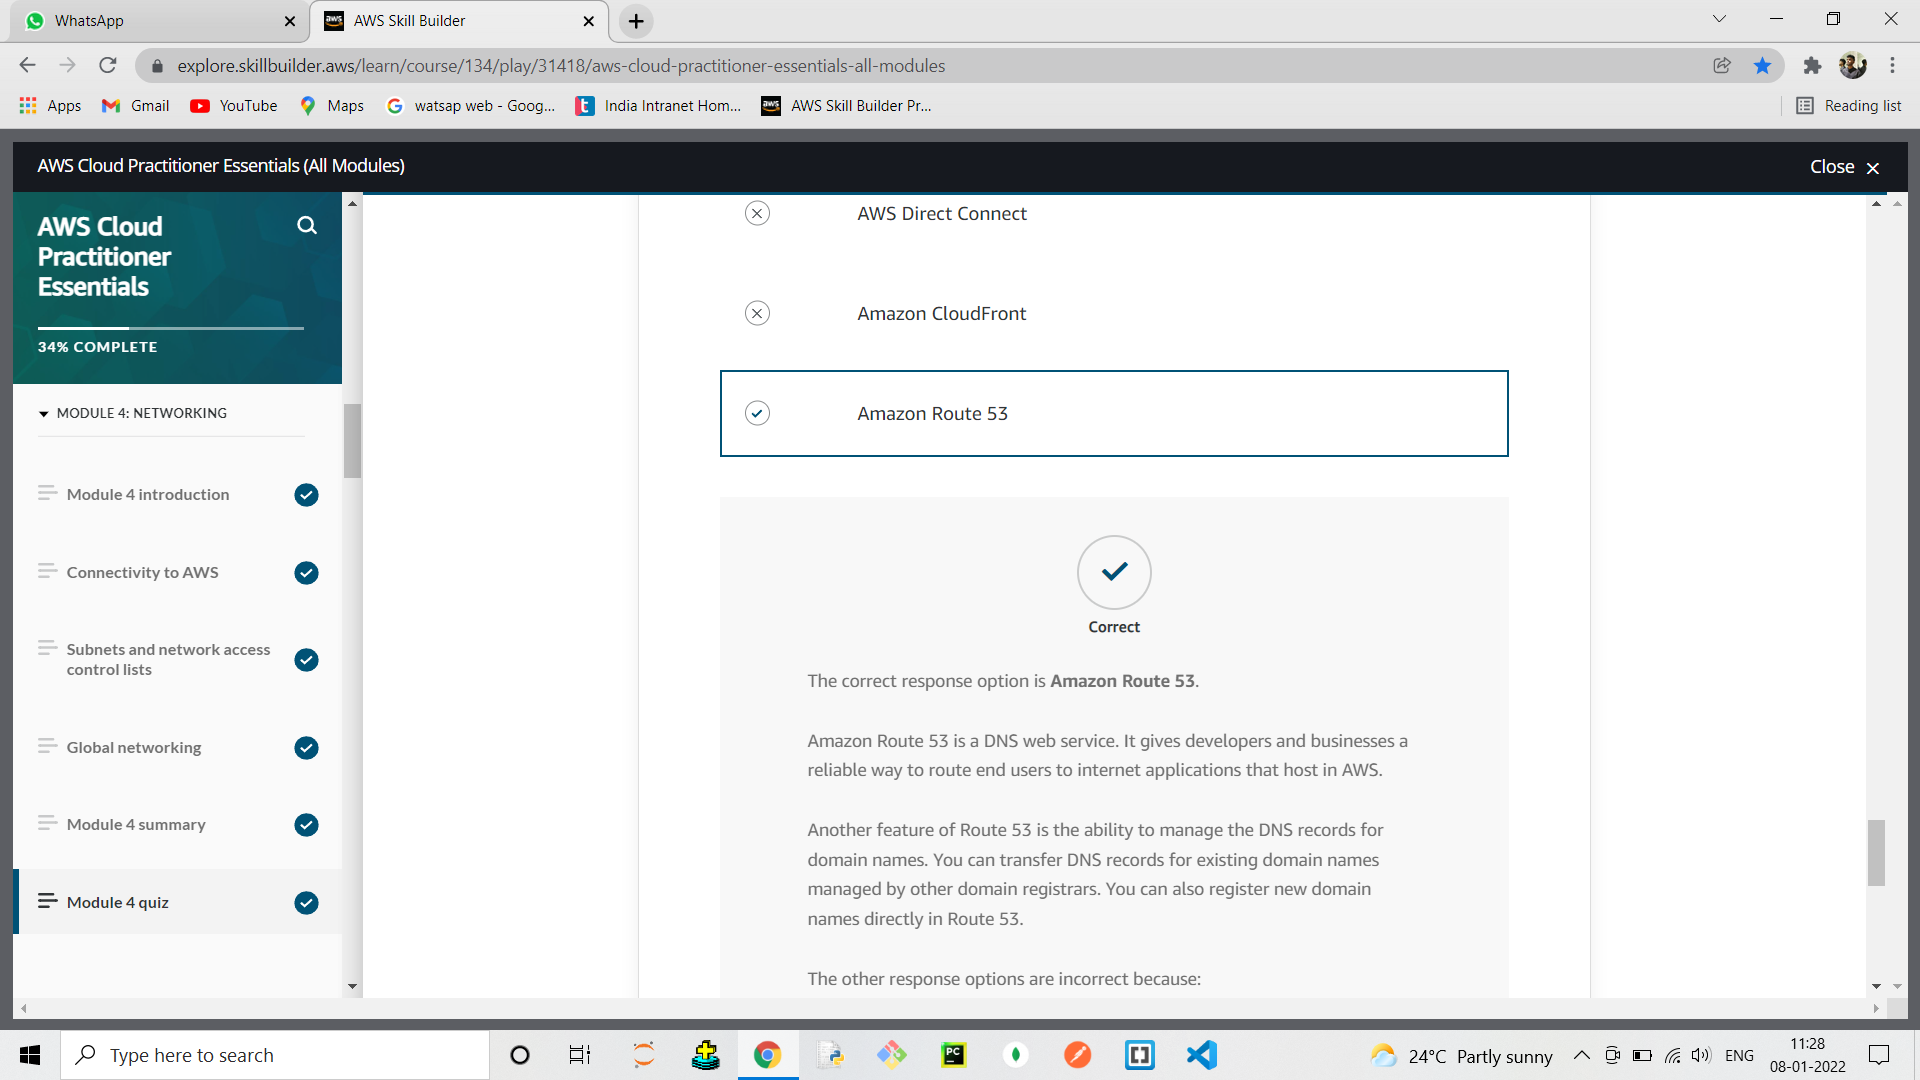 WhatsApp
aws
AWS Skill Builder
explore.skillbuilder.aws/learn/course/134/play/31418/aws-cloud-practitioner-essentials-all-modules
Apps
Gmail
YouTube
Maps
watsap web - Goog...
India Intranet Hom...
aws
AWS Skill Builder Pr...
Reading list
AWS Cloud Practitioner Essentials (All Modules)
Close
AWS Cloud
Practitioner
Essentials
34% COMPLETE
MODULE 4: NETWORKING
Module 4 introduction
Connectivity to AWS
Subnets and network access
control lists
Global networking
Module 4 summary
Module 4 quiz
AWS Direct Connect
Amazon CloudFront
Amazon Route 53
Correct
The correct response option is Amazon Route 53.
Amazon Route 53 is a DNS web service. It gives developers and businesses a
reliable way to route end users to internet applications that host in AWS.
Another feature of Route 53 is the ability to manage the DNS records for
domain names. You can transfer DNS records for existing domain names
managed by other domain registrars. You can also register new domain
names directly in Route 53.
The other response options are incorrect because:
Type here to search
PC
24°C Partly sunny
ENG
11:28
08-01-2022